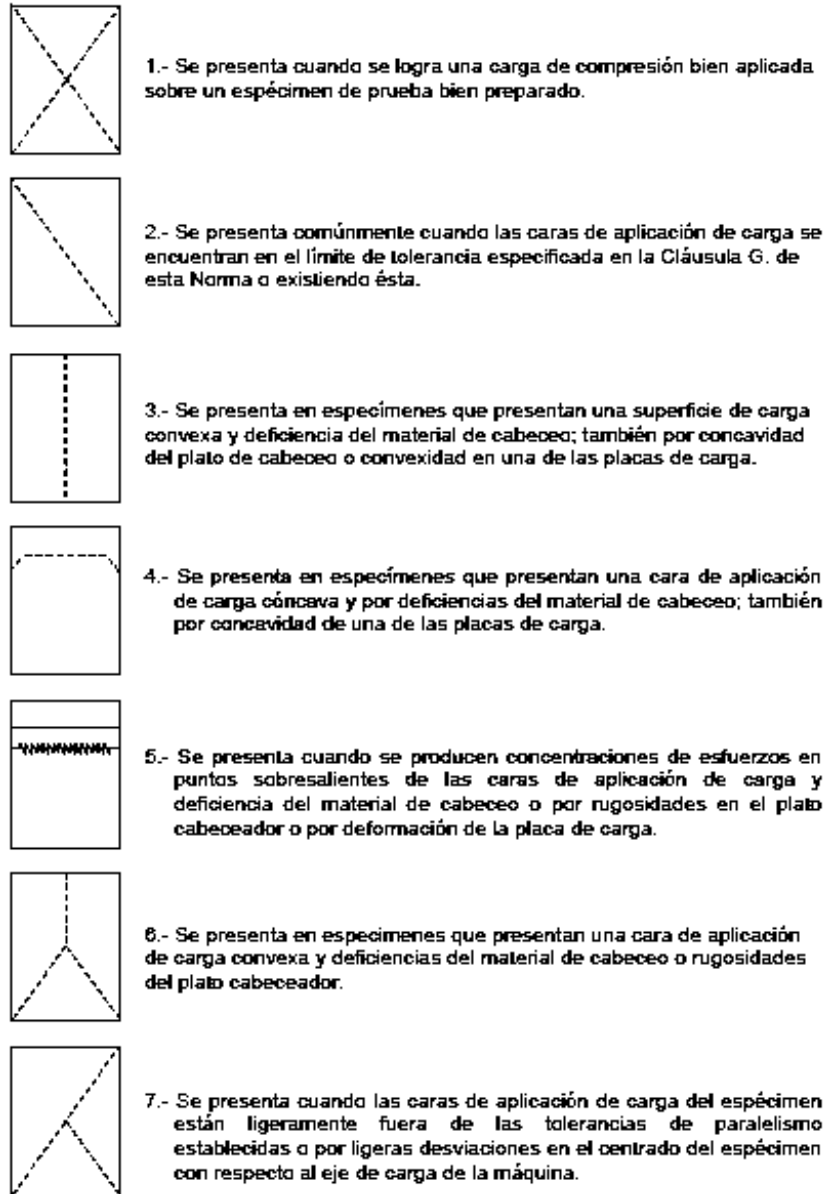 1.- Se presenta cuando se logra una carga de compresión bien aplicada
sobre un espécimen de prueba bien preparado.
2.- Se presenta comúnmente cuando las caras de aplicación de carga se
encuentran en el límite de tolerancia especificada en la Cláusula G. de
esta Norma o existiendo ésta.
3.- Se presenta en especímenes que presentan una superficie de carga
convexa y deficiencia del material de cabeceo; también por concavidad
del plato de cabeceo o convexidad en una de las placas de carga.
4.- Se presenta en especímenes que presentan una cara de aplicación
de carga cóncava y por deficiencias del material de cabeceo; también
por concavidad de una de las placas de carga.
5.- Se presenta cuando se producen concentraciones de esfuerzos en
puntos sobresalientes de las caras de aplicación de carga y
deficiencia del material de cabeceo o por rugosidades en el plato
cabeceador o por deformación de la placa de carga.
6.- Se presenta en especimenes que presentan una cara de aplicación
de carga convexa y deficiencias del material de cabeceo o rugosidades
del plato cabeceador.
7.- Se presenta cuando las caras de aplicación de carga del espécimen
están ligeramente fuera de las tolerancias de paralelismo
establecidas o por ligeras desviaciones en el centrado del espécimen
con respecto al eje de carga de la máquina.